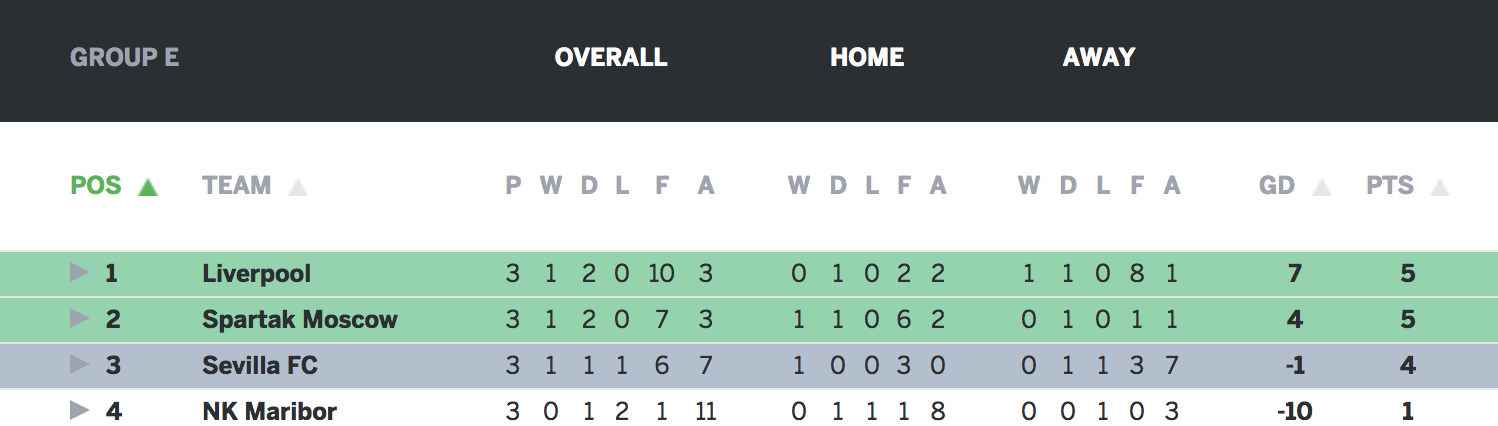 GROUP E OVERALL HOME AWAY
POS TEAM P W D L F A W D L F A W D L F A GD PTS
1 Liverpool 3 1 2 0 10 3 0 1 0 2 2 1 1 0 8 1 7 5
2 Spartak Moscow 3 1 2 0 7 3 1 1 0 6 2 0 1 0 1 1 4 5
3 Sevilla FC 3 1 1 1 6 7 1 0 0 3 0 0 1 1 3 7 -1 4
4 NK Maribor 3 0 1 2 1 11 0 1 1 1 8 0 0 1 0 3 -10 1